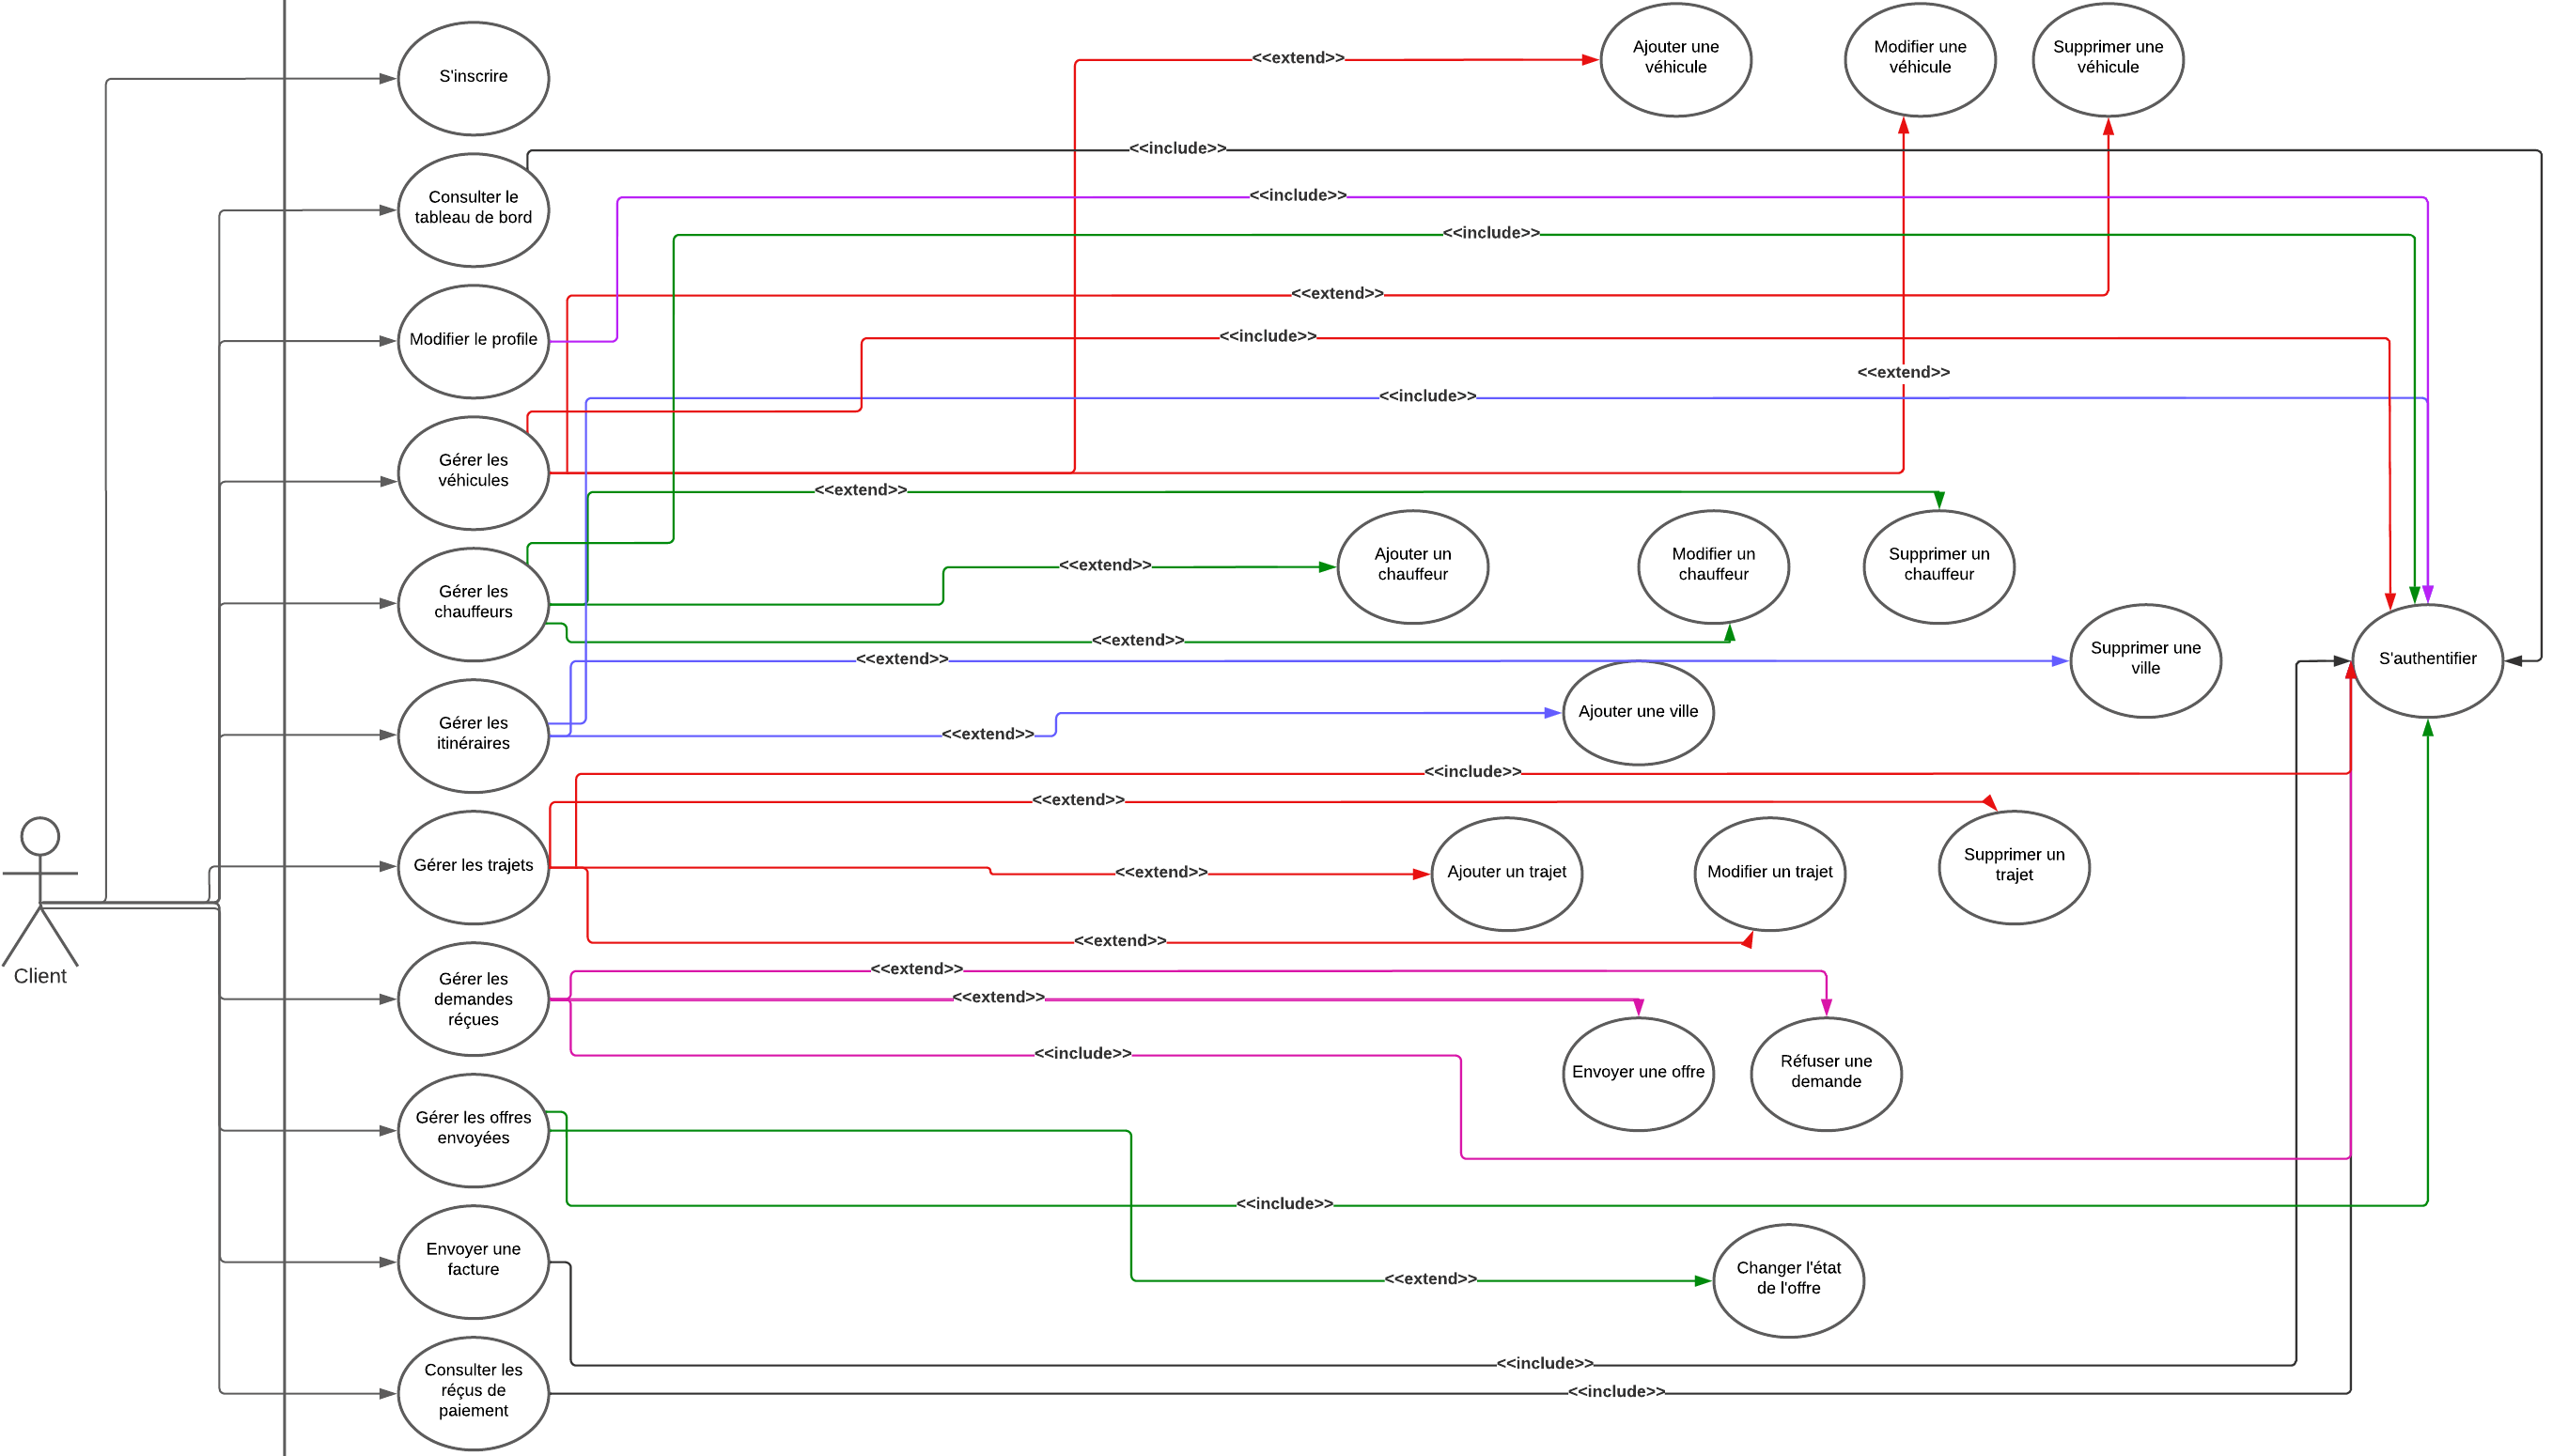 Ajouter une
véhicule
Modifier une
véhicule
Supprimer une
véhicule
<<extend>>
S'inscrire
<<include>>
Consulter le
tableau de bord
<<include>>
<<include>>
<<extend>>
Modifier le profile
<<include>>
<<extend>>
<<include>>
Gérer les
véhicules
<<extend>>
Ajouter un
chauffeur
Modifier un
chauffeur
Supprimer un
chauffeur
<<extend>>
Gérer les
chauffeurs
<<extend>>
<<extend>>
Supprimer une
ville
S'authentifier
Ajouter une ville
Gérer les
itinéraires
<<extend>>
<<include>>
<<extend>>
Gérer les trajets
<<extend>>
Ajouter un trajet
Modifier un trajet
Supprimer un
trajet
<<extend>>
Client
<<extend>>
Gérer les
demandes
réçues
<<extend>>
<<include>>
Envoyer une offre
Réfuser une
demande
Gérer les offres
envoyées
<<include>>
Envoyer une
facture
<<extend>>
Changer l'état
de l'offre
<<include>>
Consulter les
réçus de
paiement
<<include>>